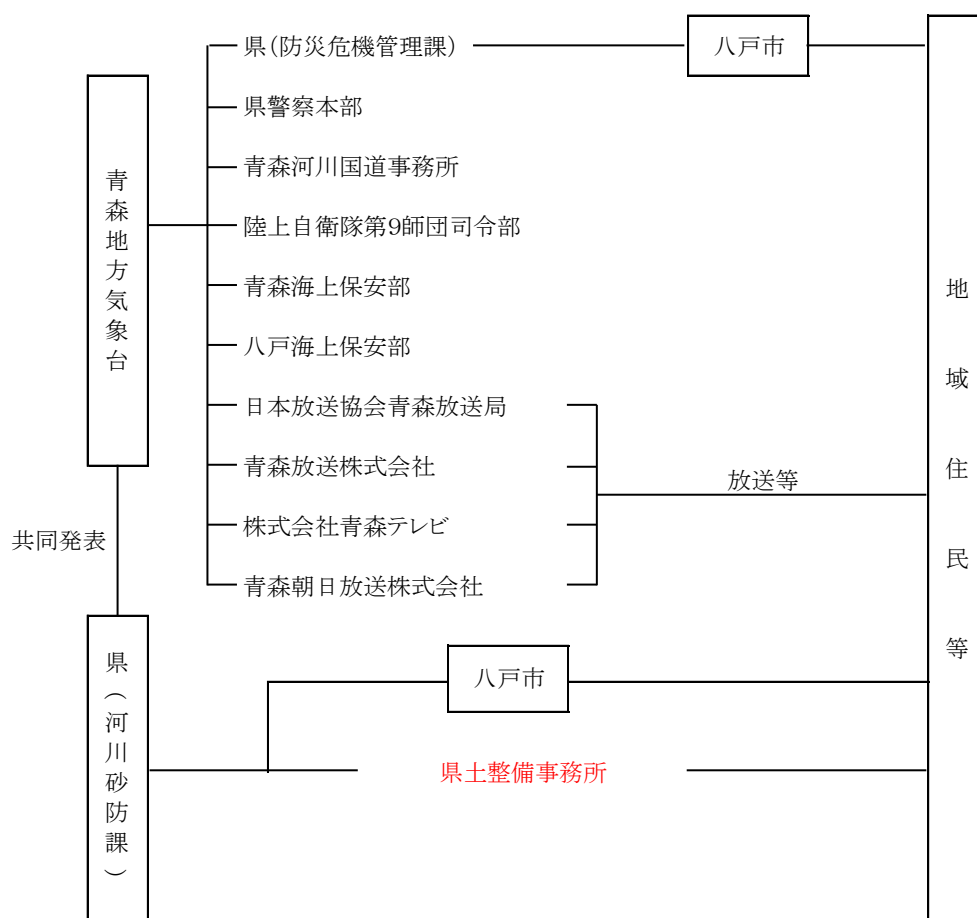 県(防災危機管理課)
八戸市
県警察本部
青森河川国道事務所
陸上自衛隊第9師団司令部
青森海上保安部
八戸海上保安部
日本放送協会青森放送局
青森放送株式会社
株式会社青森テレビ
青森朝日放送株式会社
青森地方気象台
放送等
地域住民等
共同発表
県(河川砂防課)
八戸市
県土整備事務所